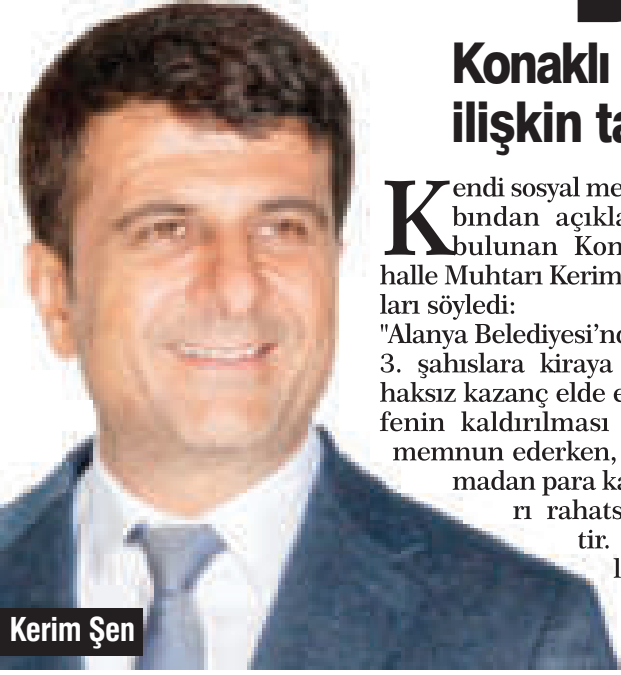 Konaklı
ilişkin ta
Kendi sosyal me
bından açıkla
bulunan Kon
halle Muhtarı Kerim
ları söyledi:
"Alanya Belediyesi'nd
3. şahıslara kiraya
haksız kazanç elde e
fenin kaldırılması
memnun ederken,
madan para ka
rı rahats
tir.
l
Kerim Şen